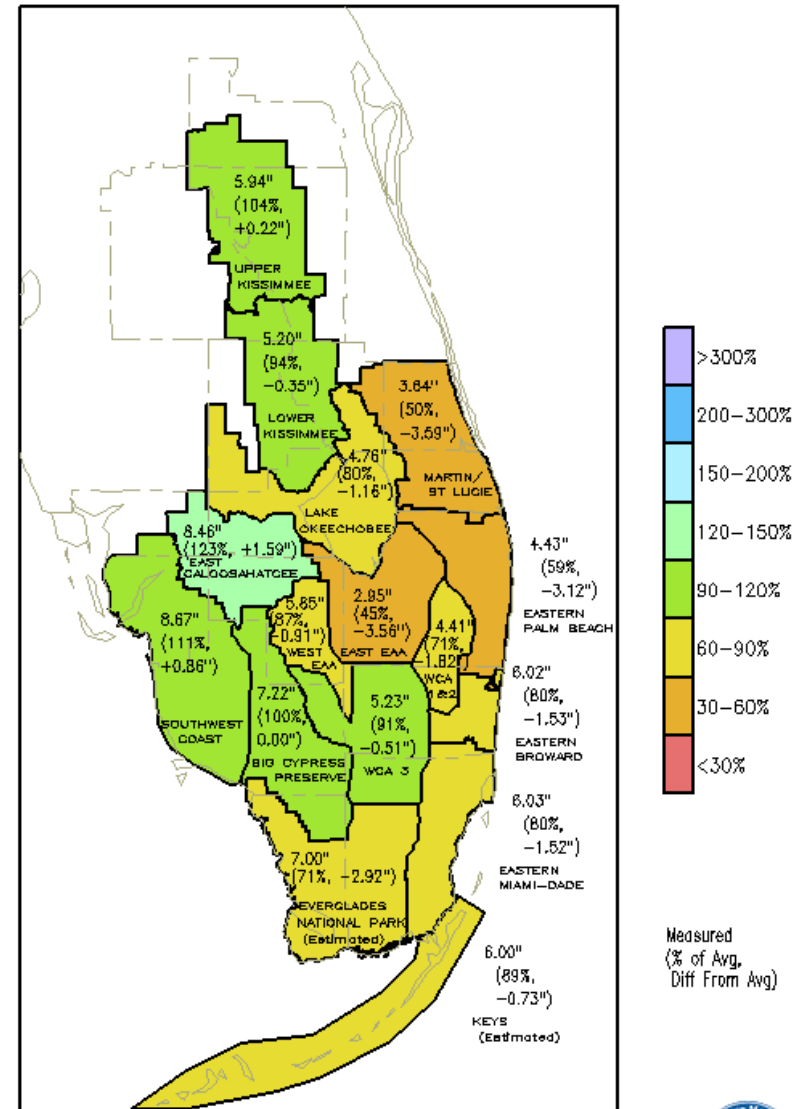 5.94"
(104%,
+0.22")
UPPER
KISSIMMEE
5.20"
(94%,
-0.35")
LOWER
KISSIMMEE
3.64"
(50%,
-3.59")
MARTIN/
ST LUCIE
4.76"
(80%,
-1.16")
LAKE
OKEECHOBEE
8.46"
(123%, +1.59")
EAST
CALOOSAHATCEE
8.67"
(111%,
+0.86")
SOUTHWEST
COAST
5.85"
(87%,
-0.91")
WEST
EAA
2.95"
(45%,
-3.56")
EAST EAA
4.41"
(71%,
-1.82")
WCA
1&2
4.43"
(59%,
-3.12")
EASTERN
PALM BEACH
7.22"
(100%,
0.00")
BIG CYPRESS
PRESERVE
5.23"
(91%,
-0.51")
WCA 3
6.02"
(80%,
-1.53")
EASTERN
BROWARD
6.03"
(80%,
-1.52")
EASTERN
MIAMI-DADE
7.00"
(71%, -2.92")
EVERGLADES
NATIONAL PARK
(Estimated)
6.00"
(89%,
-0.73")
KEYS
(Estimated)
>300%
200-300%
150-200%
120-150%
90-120%
60-90%
30-60%
<30%
Measured
(% of Avg,
Diff From Avg)